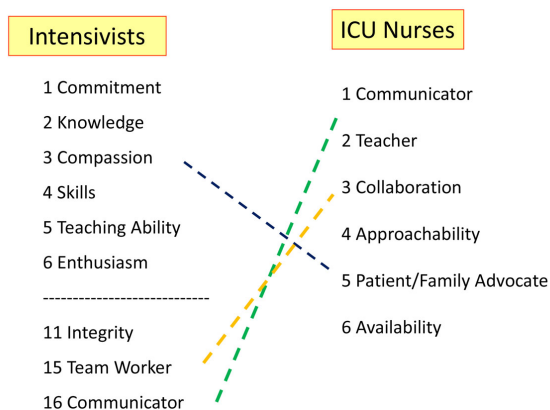 Intensivists
1 Commitment
2 Knowledge
3 Compassion
4 Skills
5 Teaching Ability
6 Enthusiasm
----------------------------
11 Integrity
15 Team Worker
16 Communicator
ICU Nurses
1 Communicator
2 Teacher
3 Collaboration
4 Approachability
5 Patient/Family Advocate
6 Availability